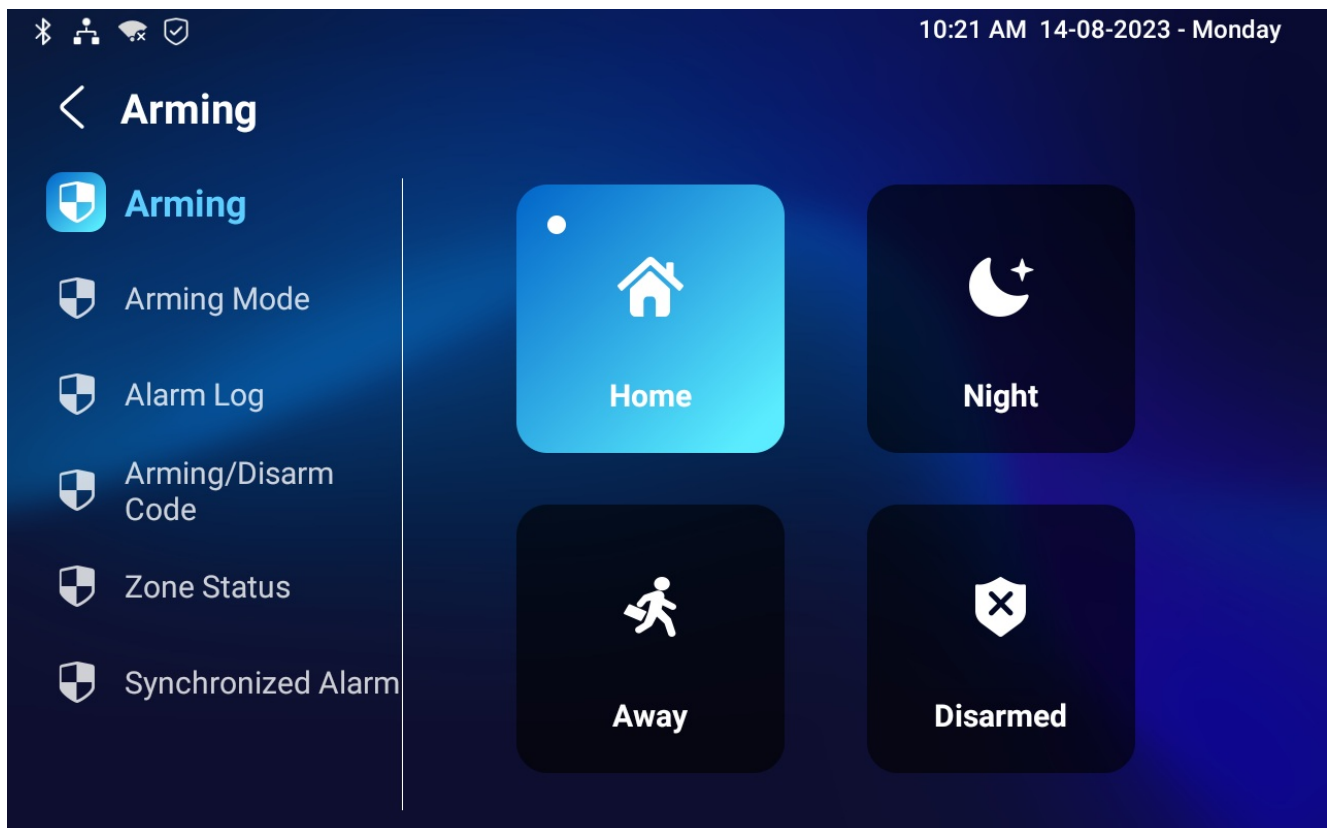 10:21 AM 14-08-2023 - Monday
Arming
Arming
Arming Mode
Alarm Log
Arming/Disarm
Code
Zone Status
Synchronized Alarm
Home
Night
Away
Disarmed